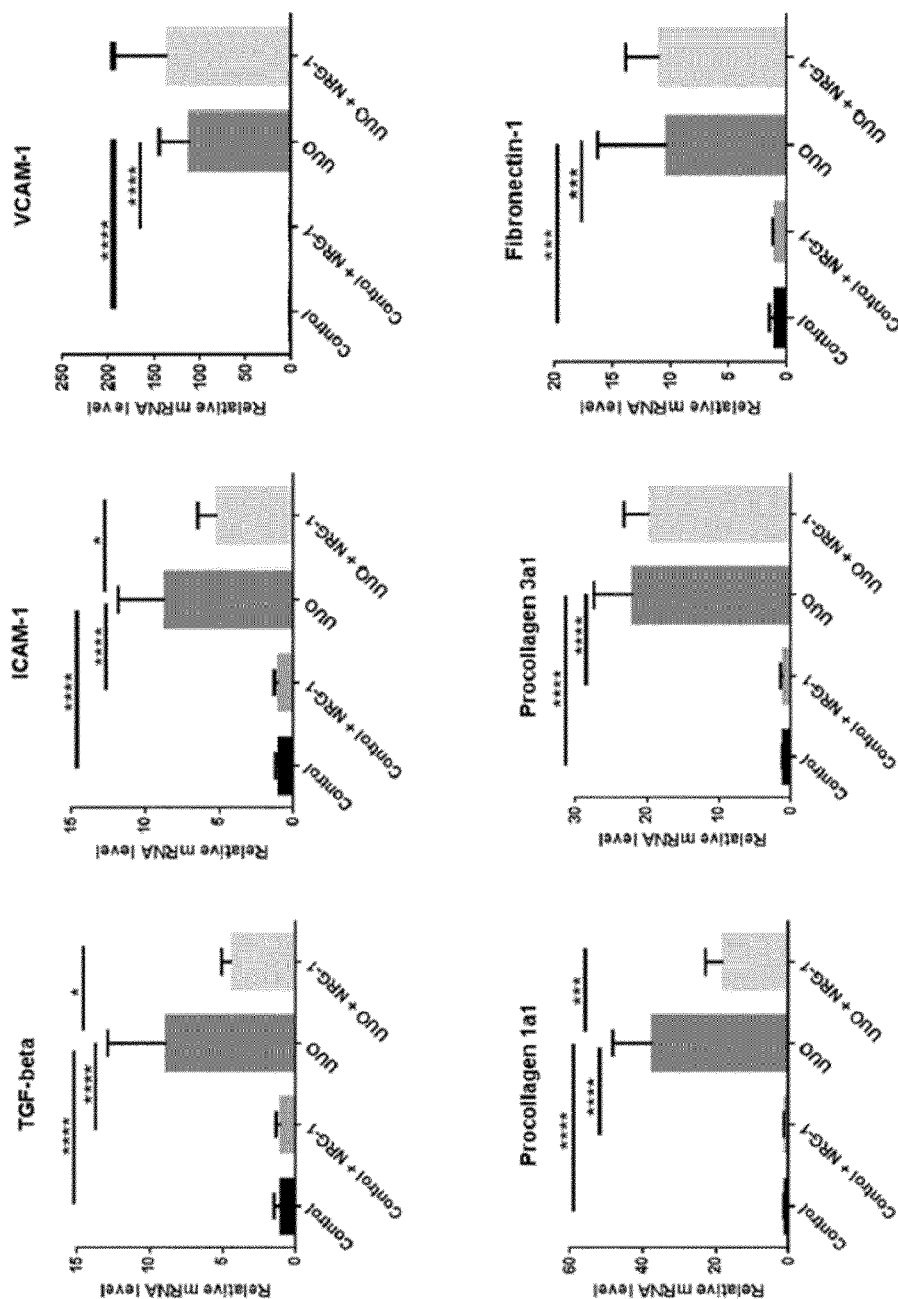 TGF-beta
Relative mRNA level
15
10
5
0
****
****
*
Control
Control + NRG-1
UUO
UUO + NRG-1
ICAM-1
Relative mRNA level
15
10
5
0
****
****
*
Control
Control + NRG-1
UUO
UUO + NRG-1
VCAM-1
Relative mRNA level
250
200
150
100
50
0
****
****
Control
Control + NRG-1
UUO
UUO + NRG-1
Procollagen 1a1
Relative mRNA level
60
40
20
0
****
****
***
Control
Control + NRG-1
UUO
UUO + NRG-1
Procollagen 3a1
Relative mRNA level
30
20
10
0
****
****
Control
Control + NRG-1
UUO
UUO + NRG-1
Fibronectin-1
Relative mRNA level
20
15
10
5
0
***
***
Control
Control + NRG-1
UUO
UUO + NRG-1